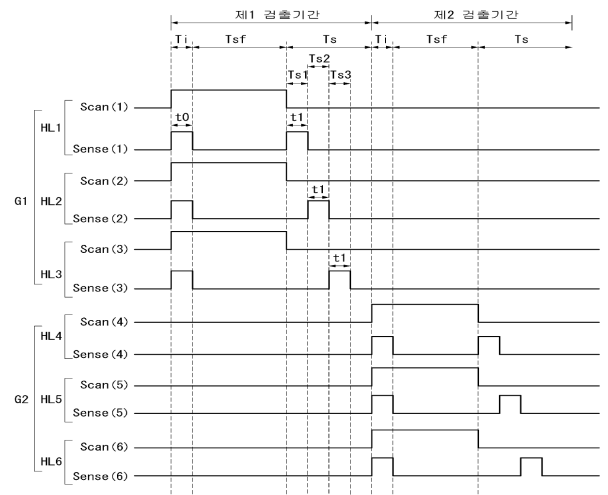 제1 검출기간 제2 검출기간
Ti Tsf Ts Ti Tsf Ts
Ts2
Ts1 Ts3
Scan(1)
t0 t1
HL1
Sense(1)
Scan(2)
t1
G1 HL2
Sense(2)
Scan(3)
t1
HL3
Sense(3)
Scan(4)
HL4
Sense(4)
Scan(5)
G2 HL5
Sense(5)
Scan(6)
HL6
Sense(6)